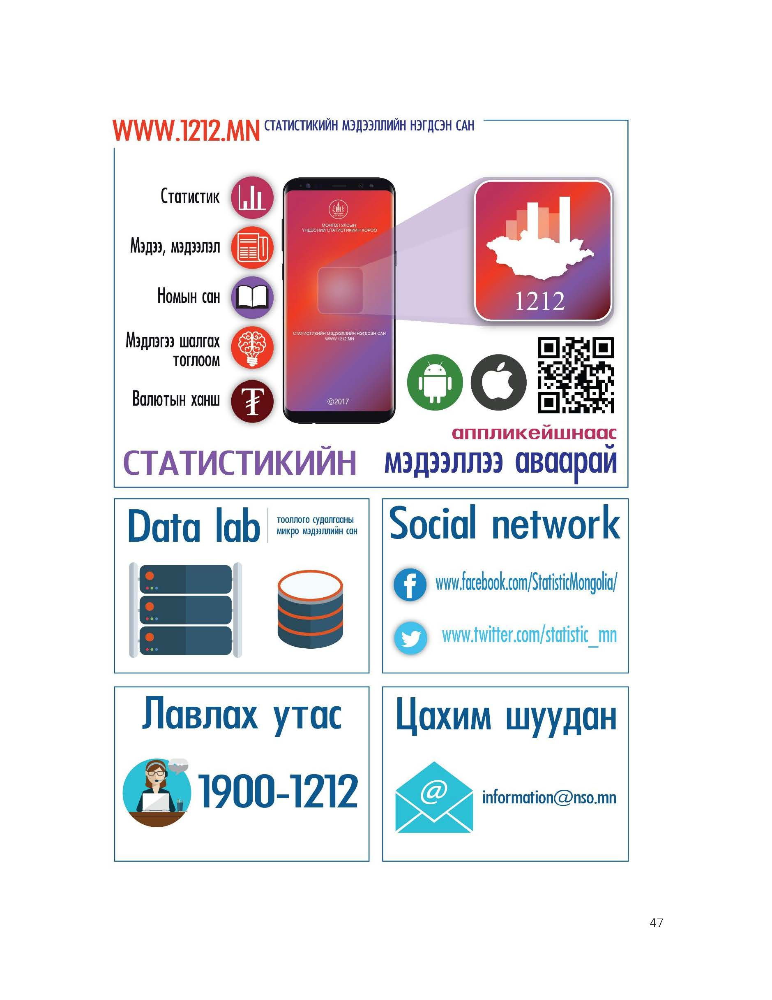 WWW.1212.MN СТАТИСТИКИЙН МЭДЭЭЛЛИЙН НЭГДСЭН САН
Статистик
Мэдээ, мэдээлэл
Номын сан
Мэдлэгээ шалгах
тоглоом
Валютын ханш
₮
МОНГОЛ УЛСЫН
ҮНДЭСНИЙ СТАТИСТИКИЙН ХОРОО
СТАТИСТИКИЙН МЭДЭЭЛЛИЙН НЭГДСЭН САН
WWW.1212.MN
©2017
1212
аппликейшнаас
СТАТИСТИКИЙН мэдээллээ аваарай
Data lab
тооллого судалгааны
микро мэдээллийн сан
Social network
www.facebook.com/StatisticMongolia/
www.twitter.com/statistic_mn
Лавлах утас
1900-1212
Цахим шуудан
@
information@nso.mn
47